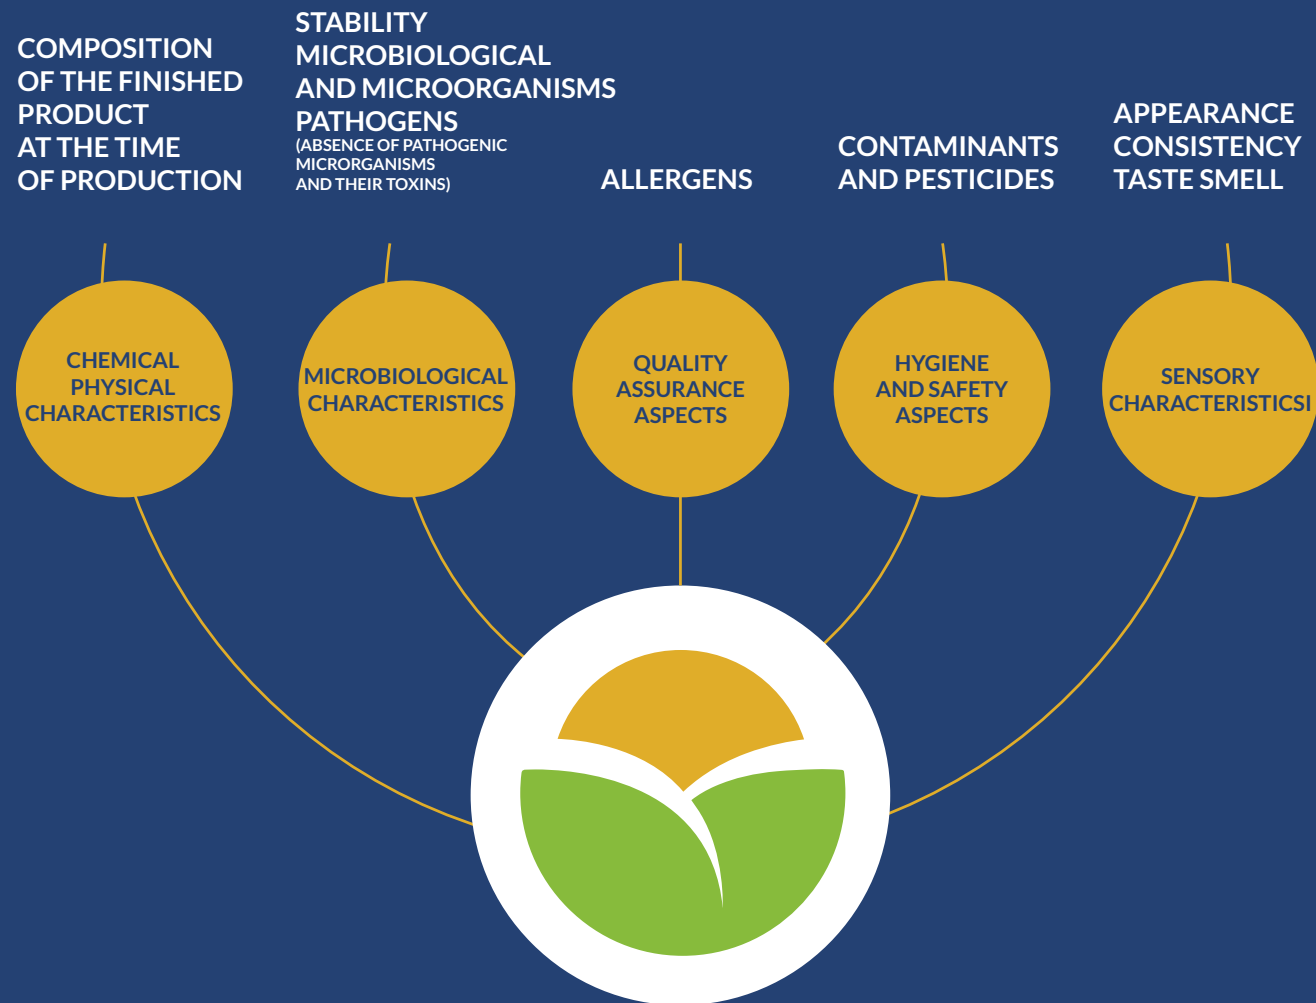 COMPOSITION
OF THE FINISHED
PRODUCT
AT THE TIME
OF PRODUCTION
STABILITY
MICROBIOLOGICAL
AND MICROORGANISMS
PATHOGENS
(ABSENCE OF PATHOGENIC
MICRORGANISMS
AND THEIR TOXINS)
ALLERGENS
CONTAMINANTS
AND PESTICIDES
APPEARANCE
CONSISTENCY
TASTE SMELL
CHEMICAL
PHYSICAL
CHARACTERISTICS
MICROBIOLOGICAL
CHARACTERISTICS
QUALITY
ASSURANCE
ASPECTS
HYGIENE
AND SAFETY
ASPECTS
SENSORY
CHARACTERISTICSI